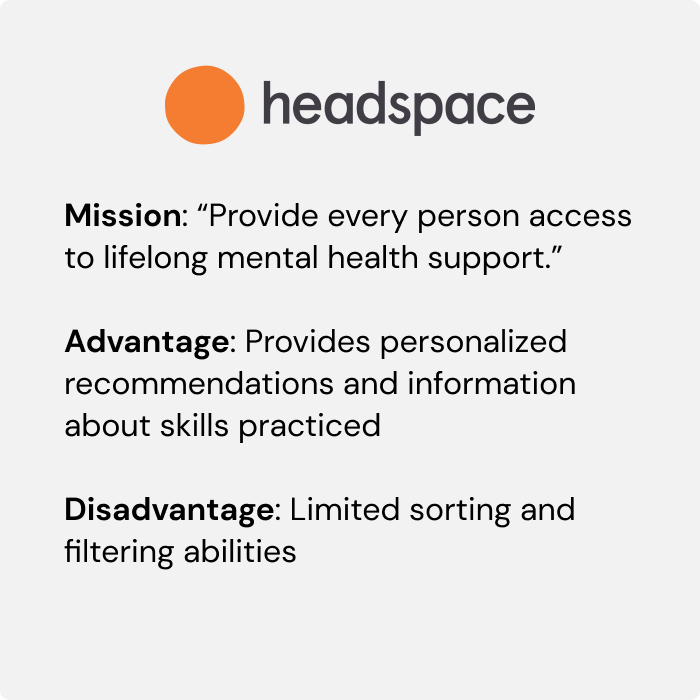 headspace
Mission: “Provide every person access
to lifelong mental health support.”
Advantage: Provides personalized
recommendations and information
about skills practiced
Disadvantage: Limited sorting and
filtering abilities